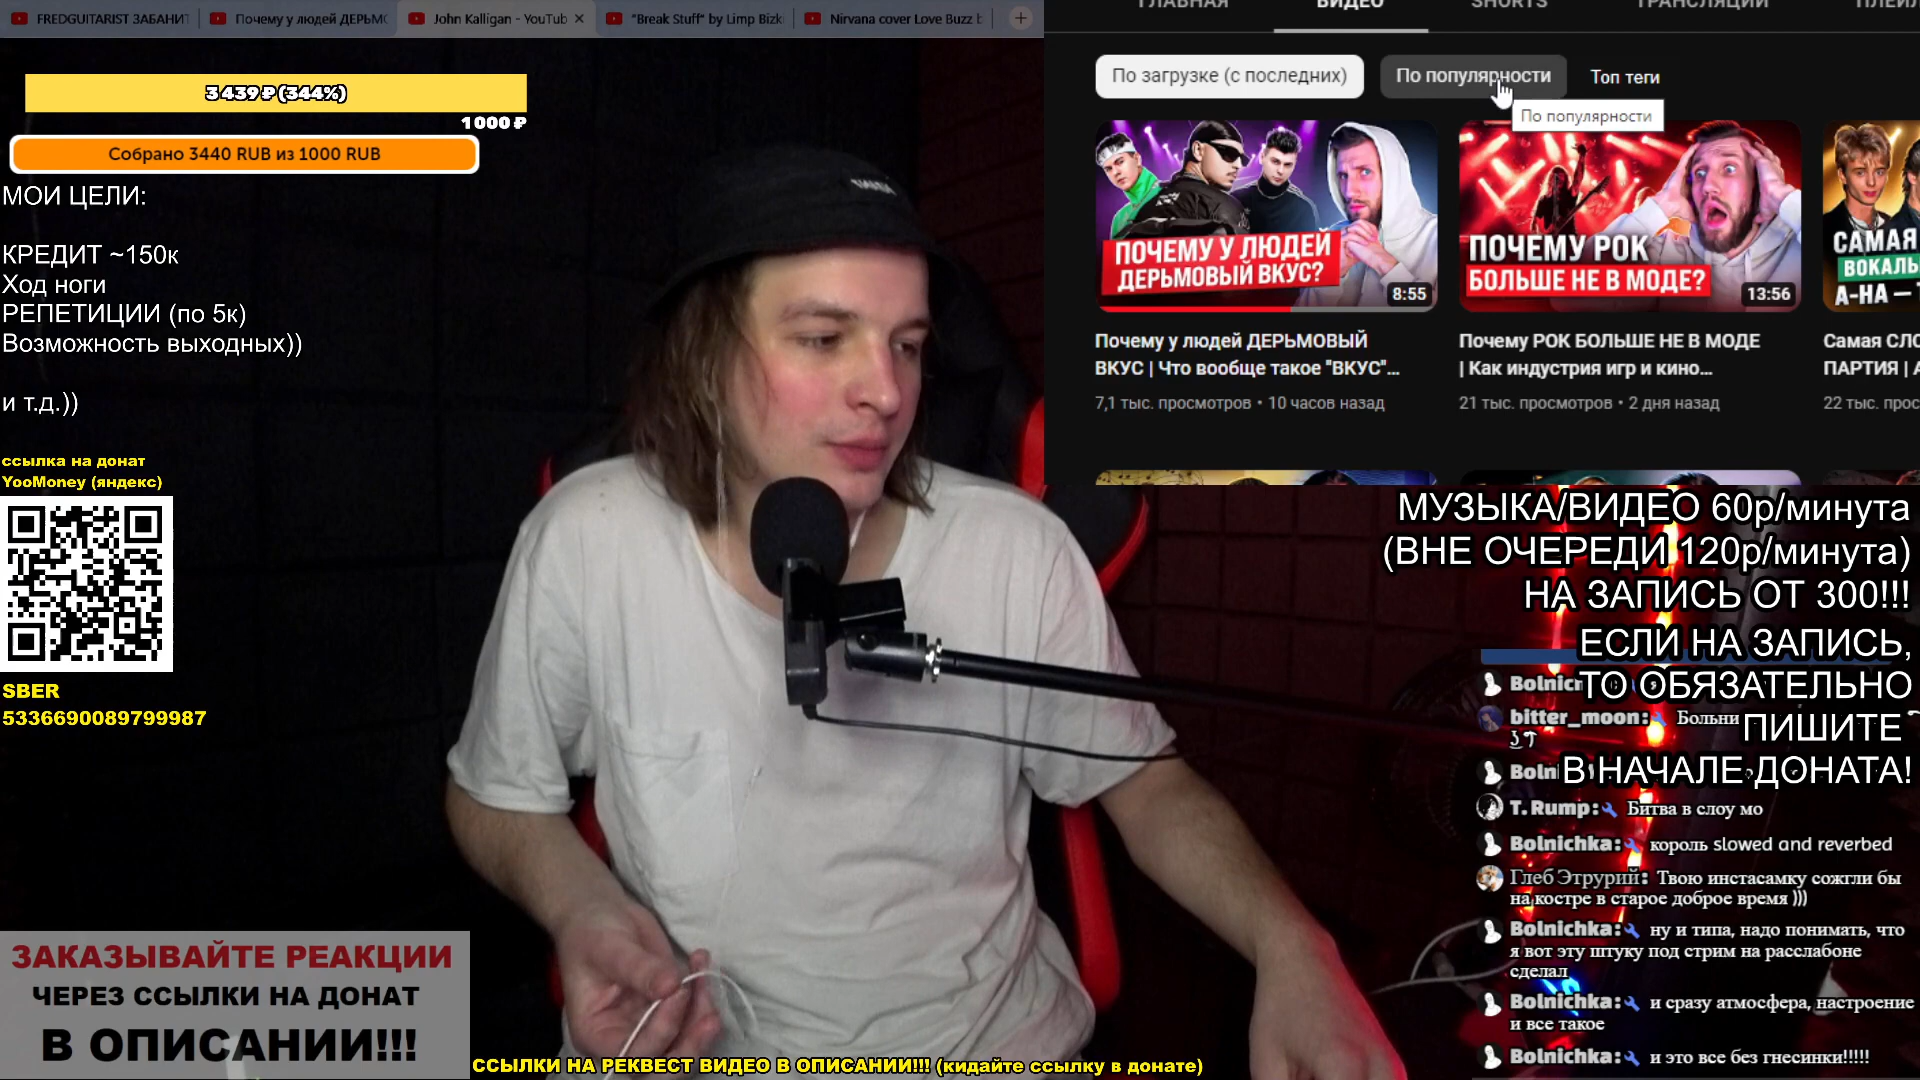 FREDGUITARIST ЗАБАНИТ
Почему у людей ДЕРЬМО
John Kalligan - YouTub
"Break Stuff" by Limp Bizk
Nirvana cover Love Buzz b
3 439 ₽ (344%)
1 000 ₽
Собрано 3440 RUB из 1000 RUB
МОИ ЦЕЛИ:
КРЕДИТ ~150к
Ход ноги
РЕПЕТИЦИИ (по 5к)
Возможность выходных))
и т.д.))
ссылка на донат
YooMoney (яндекс)
SBER
5336690089799987
ЗАКАЗЫВАЙТЕ РЕАКЦИИ
ЧЕРЕЗ ССЫЛКИ НА ДОНАТ
В ОПИСАНИИ!!!
ССЫЛКИ НА РЕКВЕСТ ВИДЕО В ОПИСАНИИ!!! (кидайте ссылку в донате)
ГЛАВНАЯ ВИДЕО SHORTS ТРАНСЛЯЦИИ ПЛЕЙЛ
По загрузке (с последних) По популярности Топ теги
По популярности
ПОЧЕМУ У ЛЮДЕЙ
ДЕРЬМОВЫЙ ВКУС?
8:55
Почему у людей ДЕРЬМОВЫЙ
ВКУС | Что вообще такое "ВКУС"...
7,1 тыс. просмотров • 10 часов назад
ПОЧЕМУ РОК
БОЛЬШЕ НЕ В МОДЕ?
13:56
Почему РОК БОЛЬШЕ НЕ В МОДЕ
| Как индустрия игр и кино...
21 тыс. просмотров • 2 дня назад
САМАЯ
ВОКАЛЬ
A-HA —
Самая СЛО
ПАРТИЯ | A
22 тыс. прос
МУЗЫКА/ВИДЕО 60р/минута
(ВНЕ ОЧЕРЕДИ 120р/минута)
НА ЗАПИСЬ ОТ 300!!!
ЕСЛИ НА ЗАПИСЬ,
ТО ОБЯЗАТЕЛЬНО
ПИШИТЕ
В НАЧАЛЕ ДОНАТА!
bitter_moon: Больни
T. Rump: Битва в слоу мо
Bolnichka: король slowed and reverbed
Глеб Этрурий: Твою инстасамку сожгли бы
на костре в старое доброе время )))
Bolnichka: ну и типа, надо понимать, что
я вот эту штуку под стрим на расслабоне
сделал
Bolnichka: и сразу атмосфера, настроение
и все такое
Bolnichka: и это все без гнесинки!!!!!